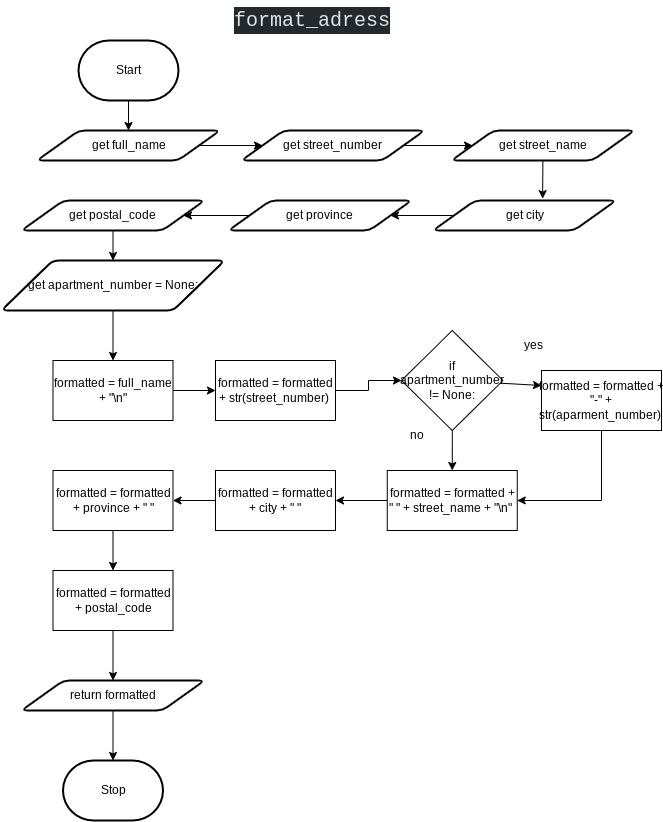 format_adress
Start
get full_name
get street_number
get street_name
get postal_code
get province
get city
get apartment_number = None:
yes
formatted = full_name
+ "\n"
formatted = formatted
+ str(street_number)
if
apartment_number
!= None:
formatted = formatted +
"-" +
str(aparment_number)
no
formatted = formatted
+ province + " "
formatted = formatted
+ city + " "
formatted = formatted +
" " + street_name + "\n"
formatted = formatted
+ postal_code
return formatted
Stop